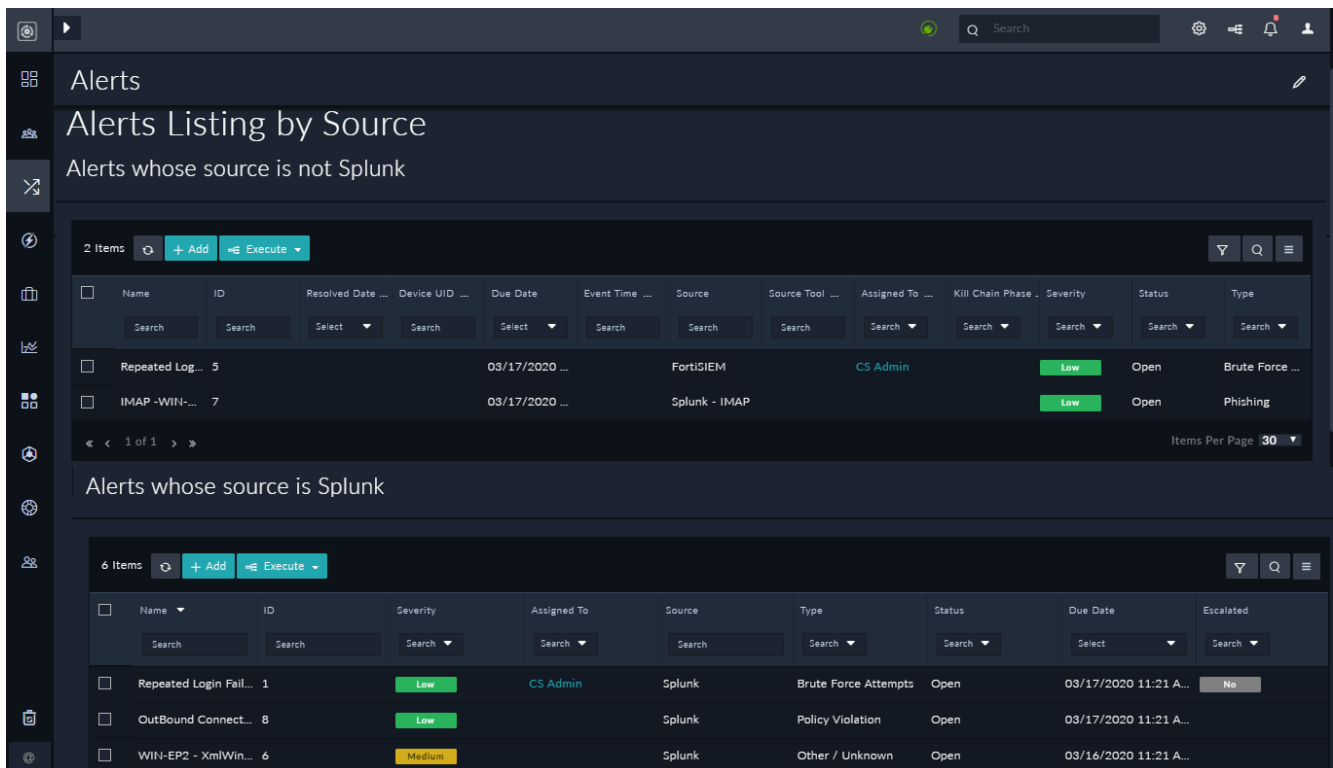 Search
Alerts
Alerts Listing by Source
Alerts whose source is not Splunk
2 Items + Add Execute
Name ID Resolved Date ... Device UID ... Due Date Event Time ... Source Source Tool ... Assigned To ... Kill Chain Phase . Severity Status Type
Search Search Select Search Select Search Search Search Search Search Search Search Search
Repeated Log... 5 03/17/2020 ... FortiSIEM CS Admin Low Open Brute Force ...
IMAP -WIN-... 7 03/17/2020 ... Splunk - IMAP Low Open Phishing
« < 1 of 1 > » Items Per Page 30
Alerts whose source is Splunk
6 Items + Add Execute
Name ID Severity Assigned To Source Type Status Due Date Escalated
Search Search Search Search Search Search Search Select Search
Repeated Login Fail... 1 Low CS Admin Splunk Brute Force Attempts Open 03/17/2020 11:21 A... No
OutBound Connect... 8 Low Splunk Policy Violation Open 03/17/2020 11:21 A...
WIN-EP2 - XmlWin... 6 Medium Splunk Other / Unknown Open 03/16/2020 11:21 A...
@